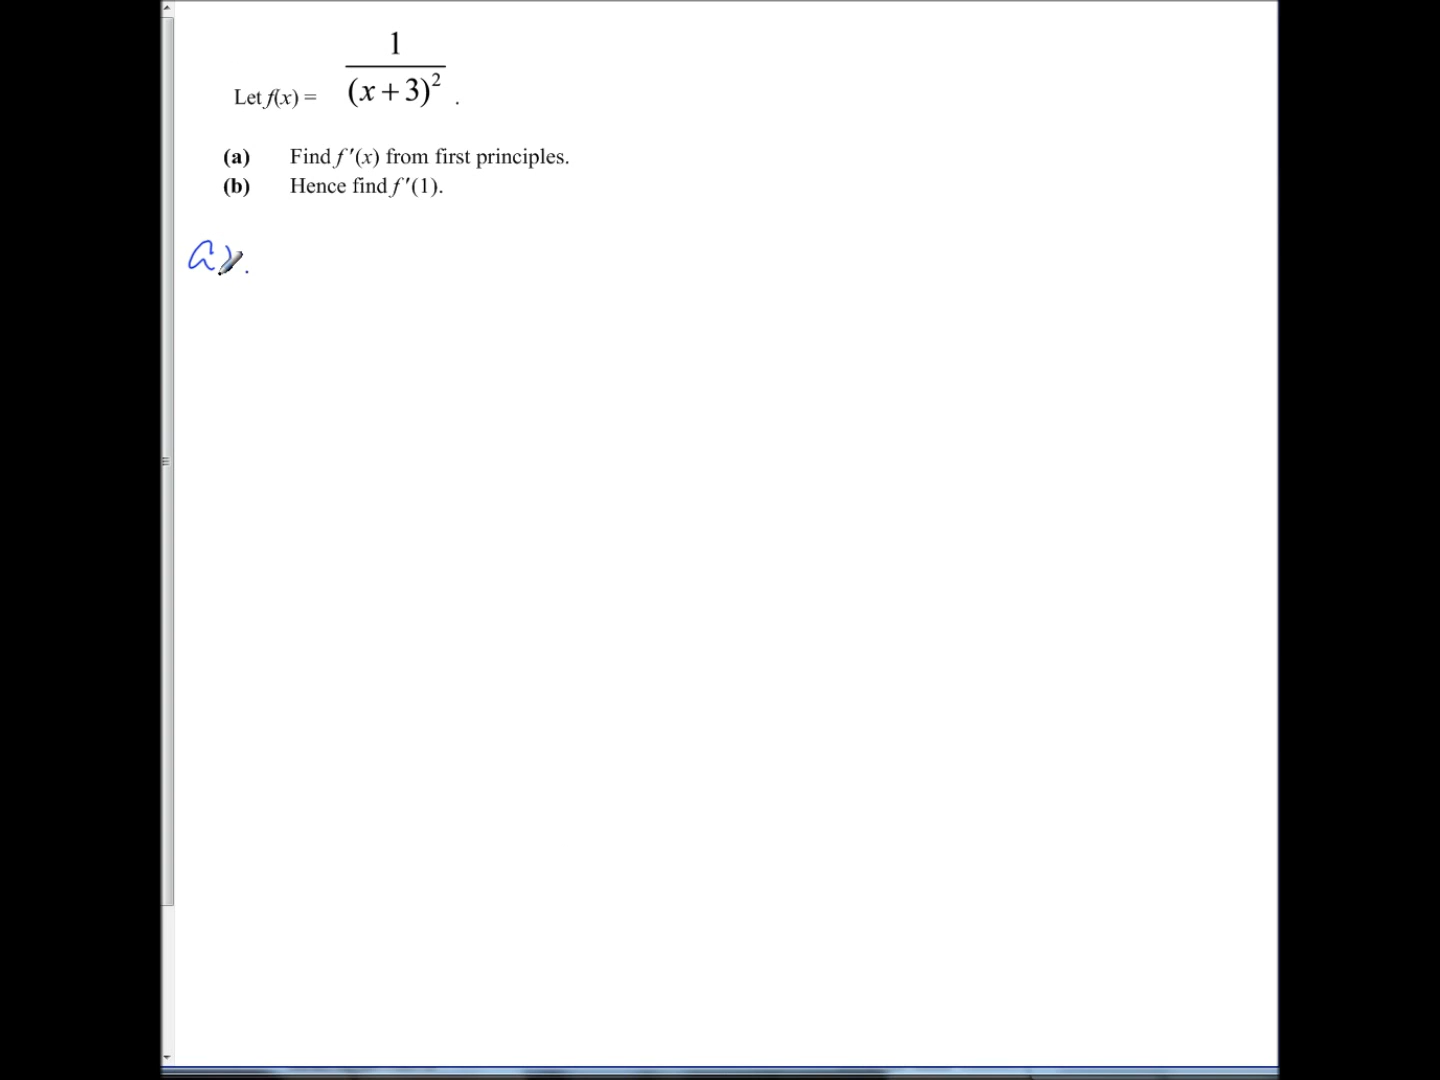 Let f(x) = 1/(x + 3)² .
(a) Find f ′(x) from first principles.
(b) Hence find f ′(1).
a).